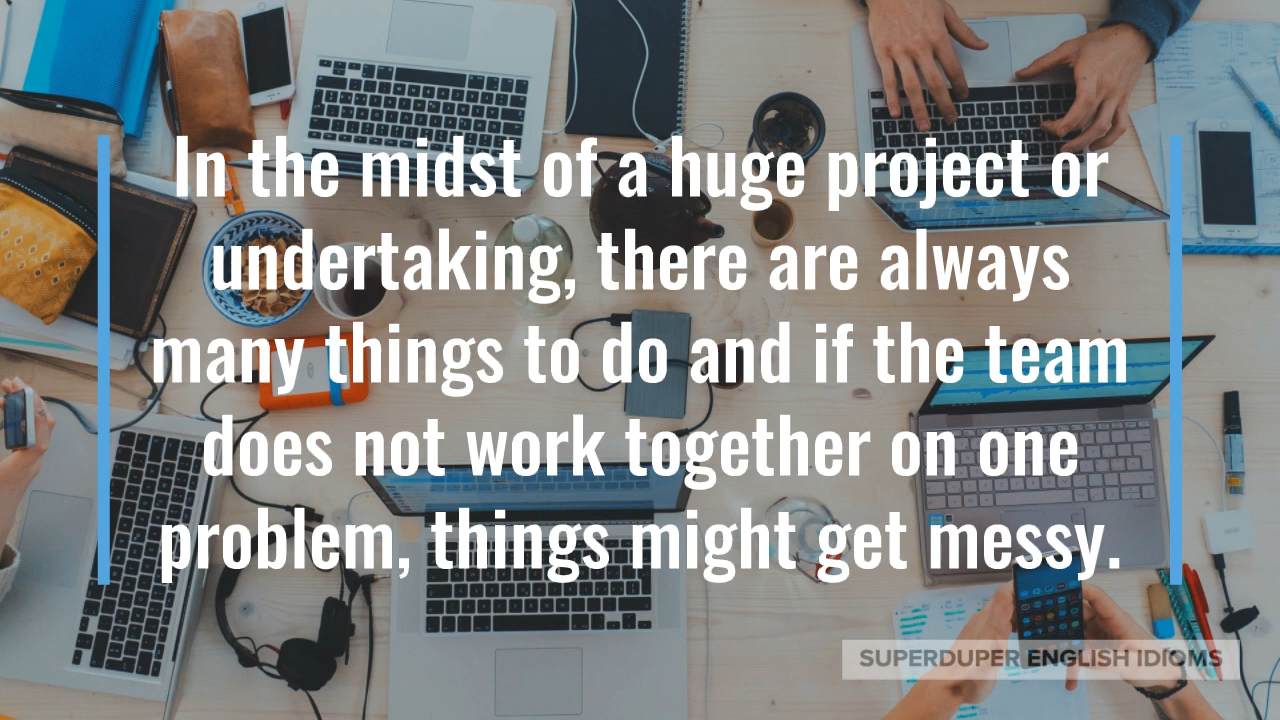 In the midst of a huge project or
undertaking, there are always
many things to do and if the team
does not work together on one
problem, things might get messy.
SUPERDUPER ENGLISH IDIOMS